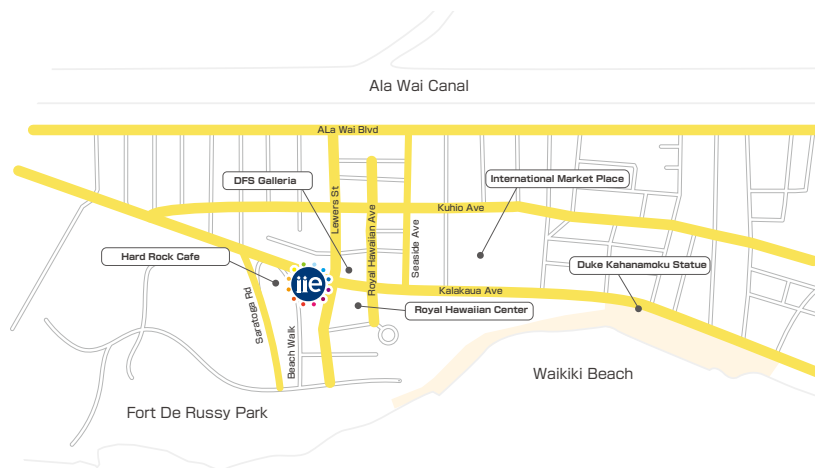 Ala Wai Canal
ALa Wai Blvd
DFS Galleria
International Market Place
Lewers St
Royal Hawaiian Ave
Seaside Ave
Kuhio Ave
Hard Rock Cafe
iie
Duke Kahanamoku Statue
Kalakaua Ave
Saratoga Rd
Beach Walk
Royal Hawaiian Center
Waikiki Beach
Fort De Russy Park